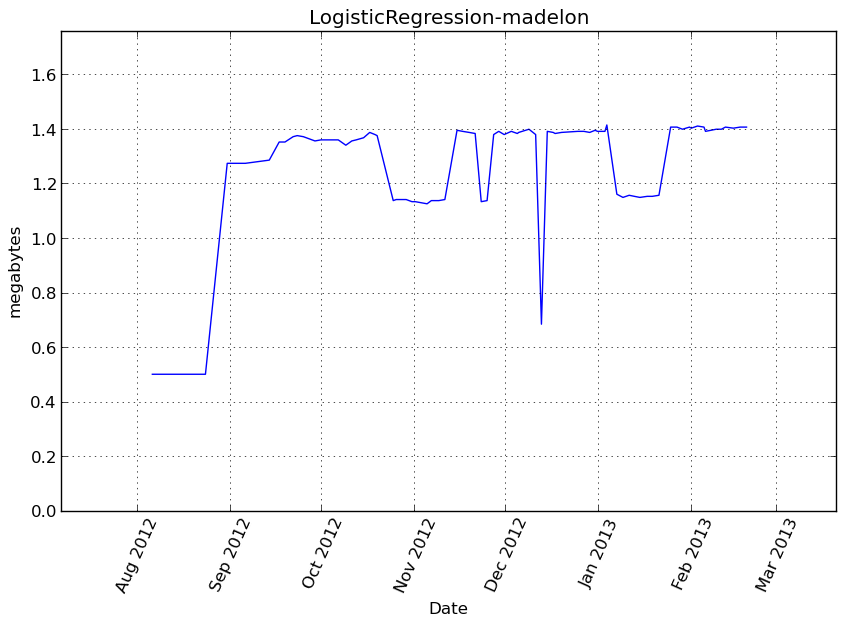 LogisticRegression-madelon
megabytes
1.6
1.4
1.2
1.0
0.8
0.6
0.4
0.2
0.0
Aug 2012
Sep 2012
Oct 2012
Nov 2012
Dec 2012
Jan 2013
Feb 2013
Mar 2013
Date